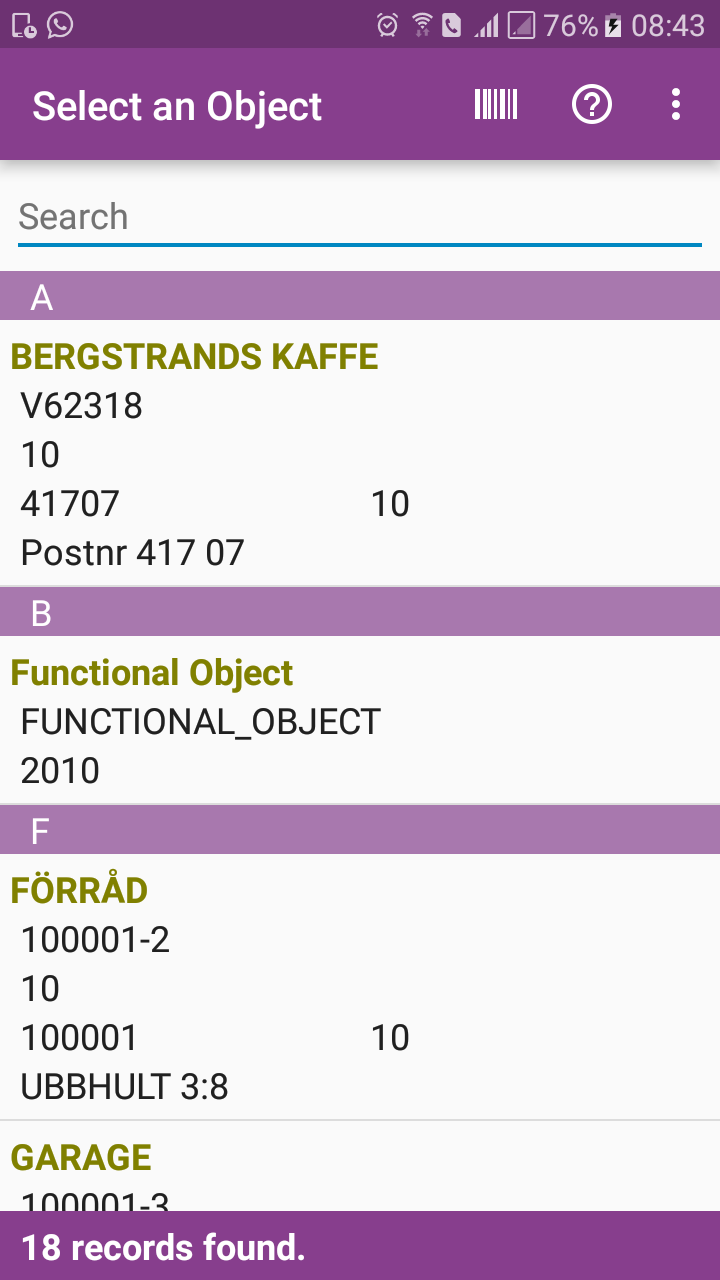 76% 08:43
Select an Object
Search
A
BERGSTRANDS KAFFE
V62318
10
41707 10
Postnr 417 07
B
Functional Object
FUNCTIONAL_OBJECT
2010
F
FÖRRÅD
100001-2
10
100001 10
UBBHULT 3:8
GARAGE
100001-3
18 records found.